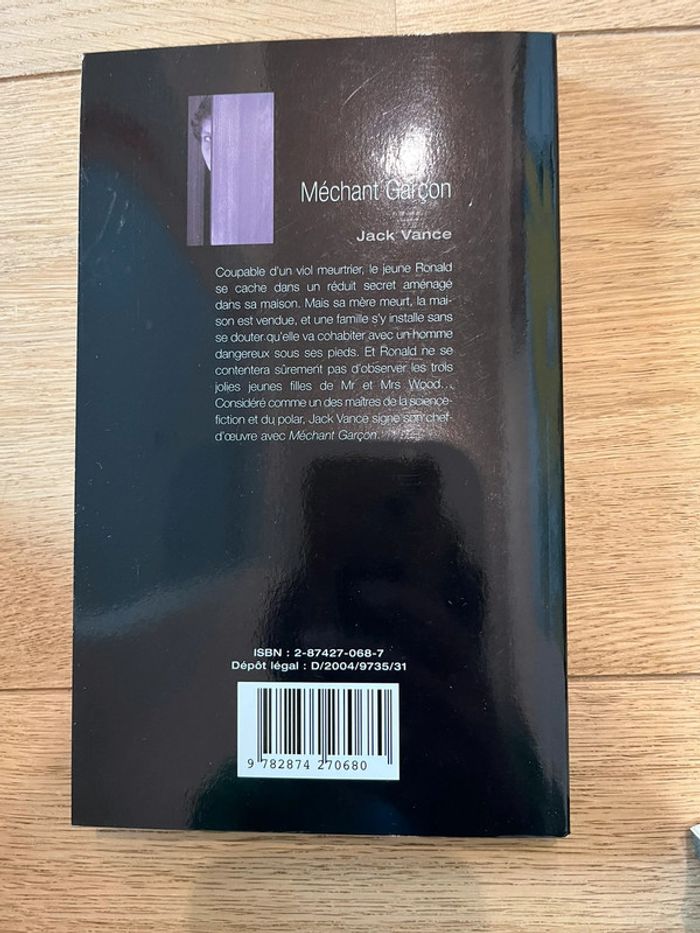 Méchant Garçon
Jack Vance
Coupable d'un viol meurtrier, le jeune Ronald
se cache dans un réduit secret aménagé
dans sa maison. Mais sa mère meurt, la mai-
son est vendue, et une famille s'y installe sans
se douter qu'elle va cohabiter avec un homme
dangereux sous ses pieds. Et Ronald ne se
contentera sûrement pas d'observer les trois
jolies jeunes filles de Mr et Mrs Wood...
Considéré comme un des maîtres de la science-
fiction et du polar, Jack Vance signe son chef-
d'œuvre avec Méchant Garçon.
ISBN : 2-87427-068-7
Dépôt légal : D/2004/9735/31
9 782874 270680